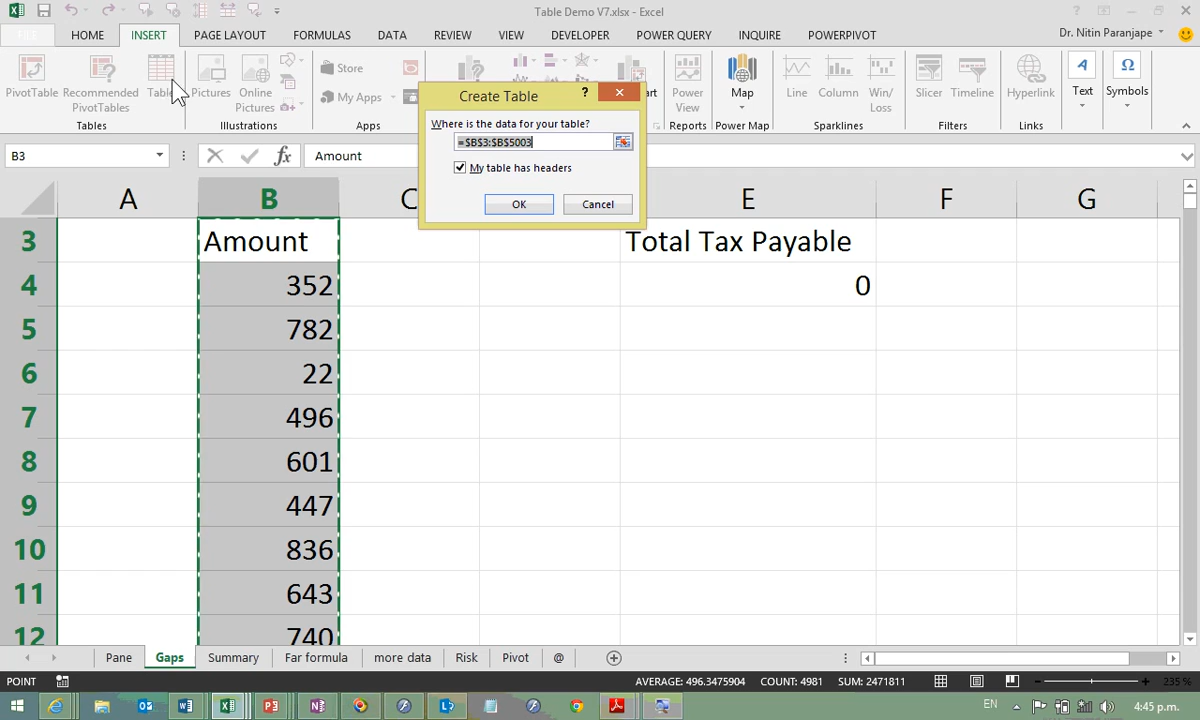 Table Demo V7.xlsx - Excel
FILE HOME INSERT PAGE LAYOUT FORMULAS DATA REVIEW VIEW DEVELOPER POWER QUERY INQUIRE POWERPIVOT Dr. Nitin Paranjape
PivotTable
Recommended
PivotTables
Table
Pictures
Online
Pictures
Store
My Apps
Power
View
Map
Line
Column
Win/
Loss
Slicer
Timeline
Hyperlink
Text
Symbols
Tables
Illustrations
Apps
Reports
Power Map
Sparklines
Filters
Links
Create Table
Where is the data for your table?
=$B$3:$B$5003
My table has headers
OK
Cancel
B3
fx
Amount
A B C E F G
3 Amount Total Tax Payable
4 352 0
5 782
6 22
7 496
8 601
9 447
10 836
11 643
12 740
Pane Gaps Summary Far formula more data Risk Pivot @
POINT AVERAGE: 496.3475904 COUNT: 4981 SUM: 2471811 235 %
EN 4:45 p.m.